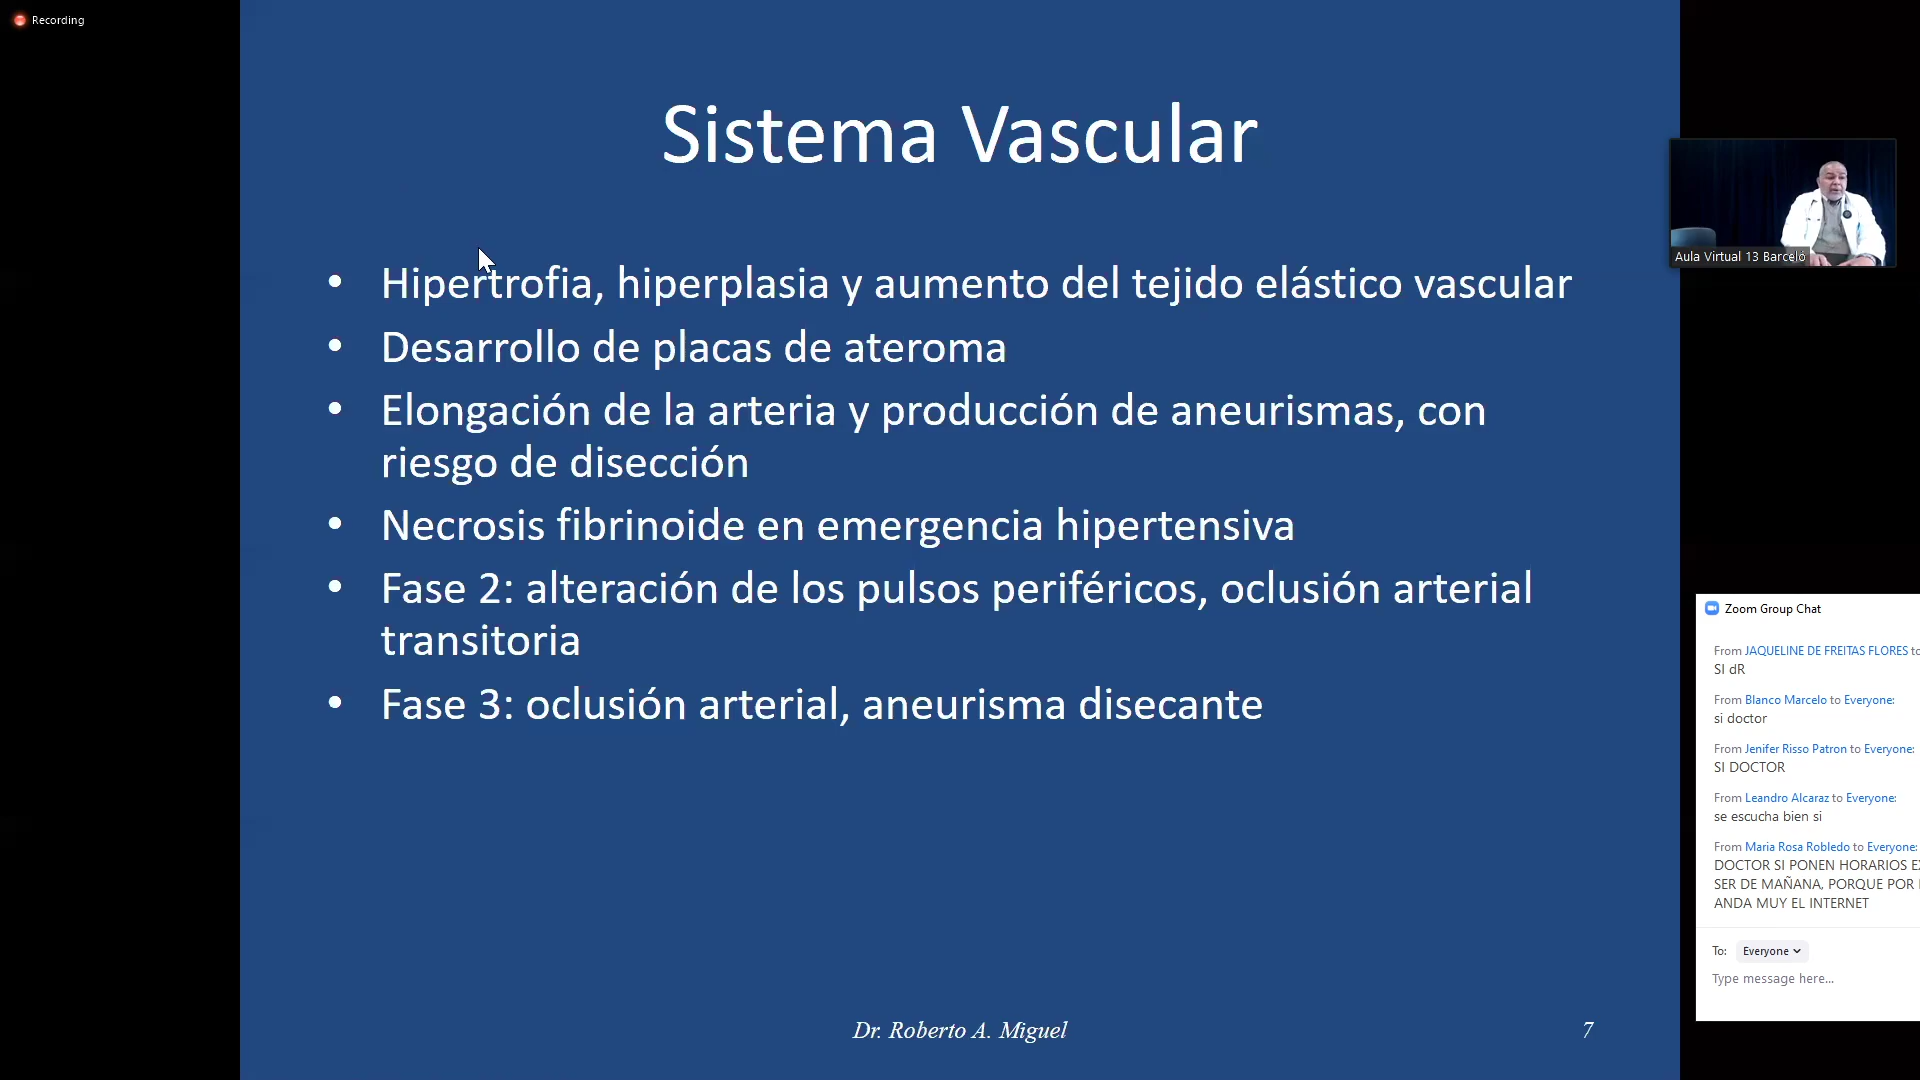 Recording
Sistema Vascular
• Hipertrofia, hiperplasia y aumento del tejido elástico vascular
• Desarrollo de placas de ateroma
• Elongación de la arteria y producción de aneurismas, con
riesgo de disección
• Necrosis fibrinoide en emergencia hipertensiva
• Fase 2: alteración de los pulsos periféricos, oclusión arterial
transitoria
• Fase 3: oclusión arterial, aneurisma disecante
Dr. Roberto A. Miguel
7
Aula Virtual 13 Barceló
Zoom Group Chat
From JAQUELINE DE FREITAS FLORES to
SI dR
From Blanco Marcelo to Everyone:
si doctor
From Jenifer Risso Patron to Everyone:
SI DOCTOR
From Leandro Alcaraz to Everyone:
se escucha bien si
From Maria Rosa Robledo to Everyone:
DOCTOR SI PONEN HORARIOS
SER DE MAÑANA, PORQUE POR
ANDA MUY EL INTERNET
To: Everyone
Type message here...